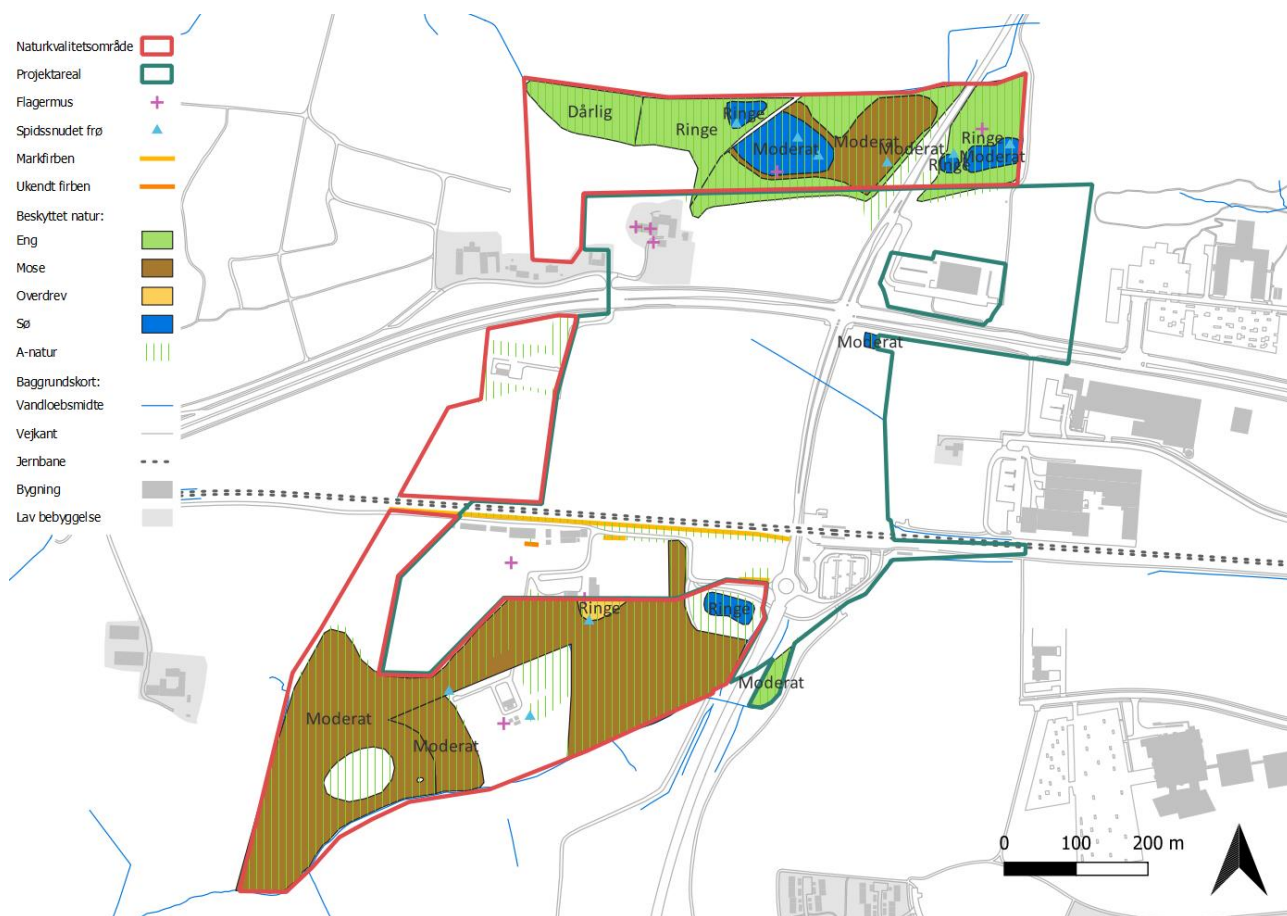 Naturkvalitetsområde
Projektareal
Flagermus
Spidssnudet frø
Markfirben
Ukendt firben
Beskyttet natur:
Eng
Mose
Overdrev
Sø
A-natur
Baggrundskort:
Vandloebsmidte
Vejkant
Jernbane
Bygning
Lav bebyggelse
Dårlig
Ringe
Ringe
Moderat
Moderat
Moderat
Ringe
Ringe
Moderat
Moderat
Ringe
Ringe
Moderat
Moderat
Moderat
0 100 200 m